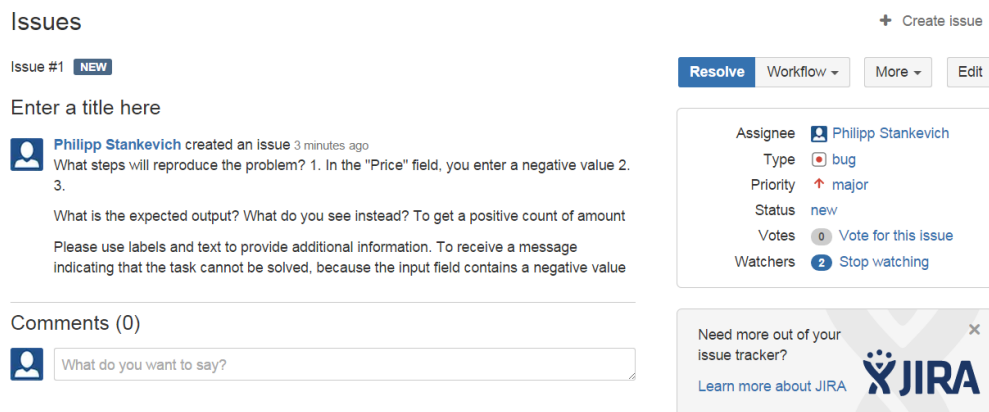 Issues
+ Create issue
Issue #1 NEW
Resolve Workflow More Edit
Enter a title here
Philipp Stankevich created an issue 3 minutes ago
What steps will reproduce the problem? 1. In the "Price" field, you enter a negative value 2.
3.
What is the expected output? What do you see instead? To get a positive count of amount
Please use labels and text to provide additional information. To receive a message
indicating that the task cannot be solved, because the input field contains a negative value
Assignee Philipp Stankevich
Type bug
Priority major
Status new
Votes 0 Vote for this issue
Watchers 2 Stop watching
Comments (0)
What do you want to say?
Need more out of your
issue tracker?
Learn more about JIRA
JIRA